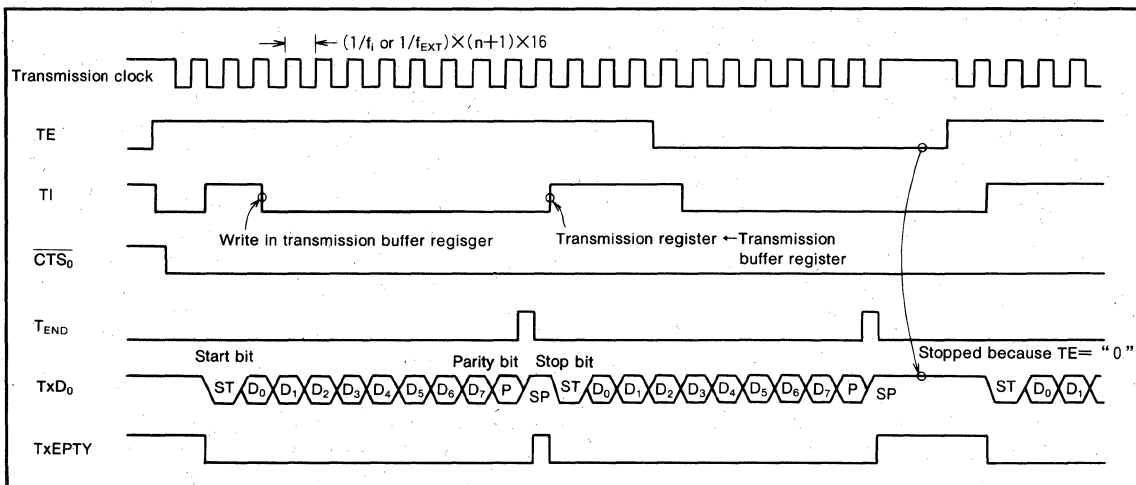 (1/fi or 1/fEXT)×(n+1)×16
Transmission clock
TE
TI
Write in transmission buffer regisger
Transmission register ←Transmission
buffer register
CTS0
TEND
Start bit
Parity bit
Stop bit
Stopped because TE= “0.”
TxD0
ST D0 D1 D2 D3 D4 D5 D6 D7 P SP ST D0 D1 D2 D3 D4 D5 D6 D7 P SP ST D0 D1
TxEPTY